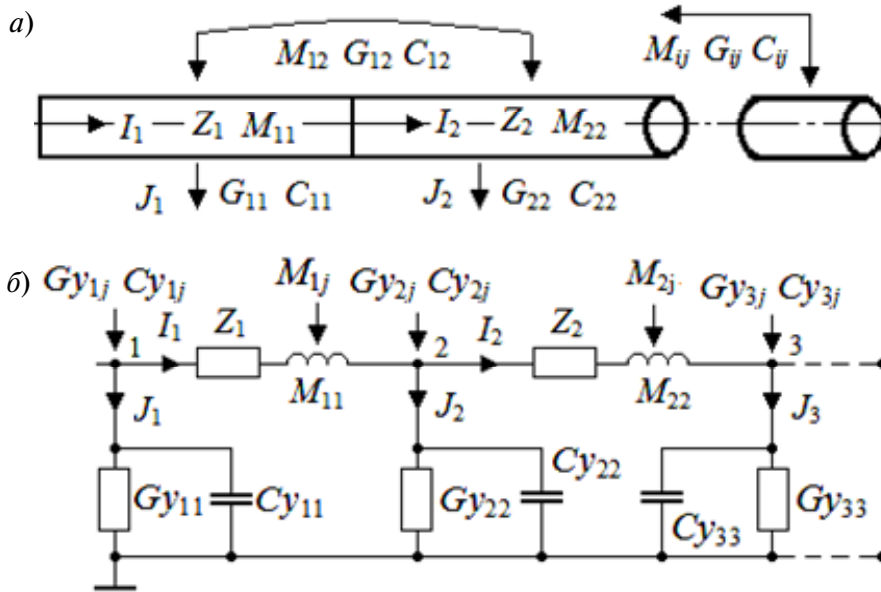 а)
M12 G12 C12
Mij Gij Cij
I1 Z1 M11 I2 Z2 M22
J1 G11 C11 J2 G22 C22
б)
Gy1j Cy1j M1j Gy2j Cy2j M2j Gy3j Cy3j
1 I1 Z1 2 I2 Z2 3
M11 M22
J1 J2 J3
Gy11 Cy11 Gy22 Cy22 Cy33 Gy33